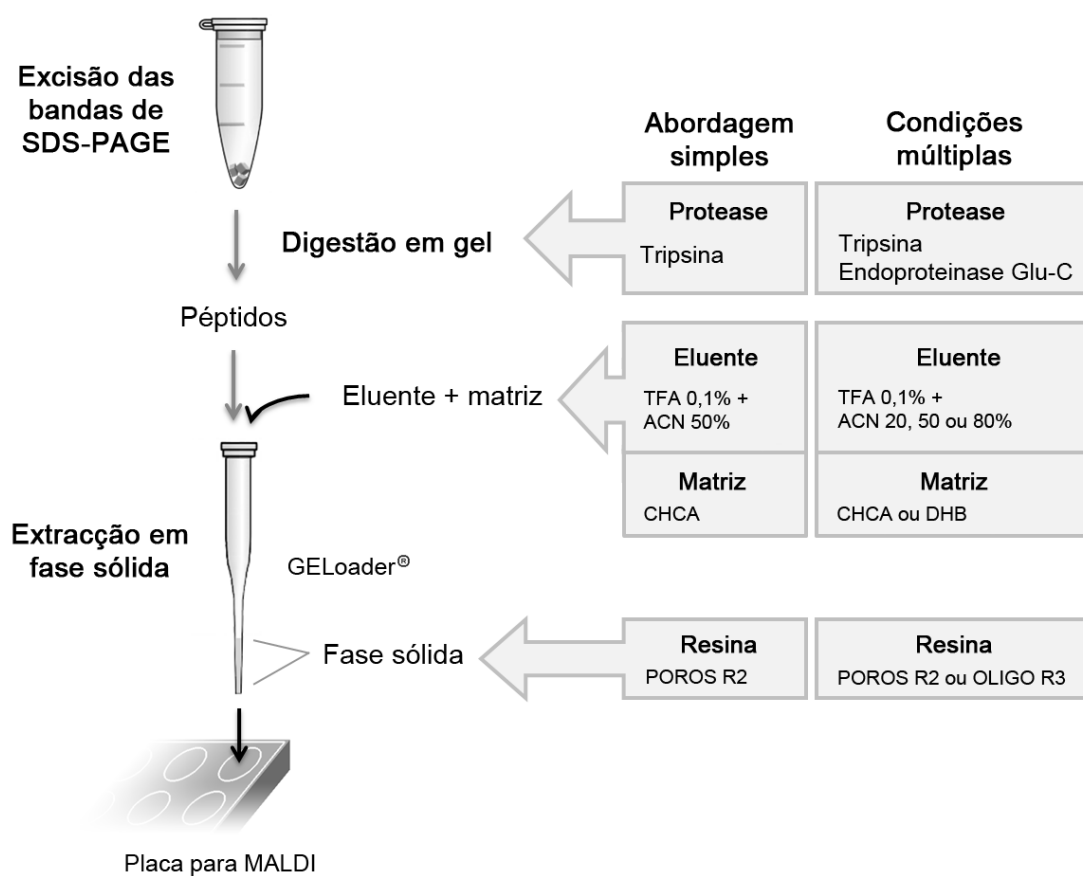 Excisão das
bandas de
SDS-PAGE
Abordagem
simples
Condições
múltiplas
Digestão em gel
Protease
Tripsina
Protease
Tripsina
Endoproteinase Glu-C
Péptidos
Eluente + matriz
Eluente
TFA 0,1% +
ACN 50%
Eluente
TFA 0,1% +
ACN 20, 50 ou 80%
Matriz
CHCA
Matriz
CHCA ou DHB
Extracção em
fase sólida
GELoader®
Fase sólida
Resina
POROS R2
Resina
POROS R2 ou OLIGO R3
Placa para MALDI